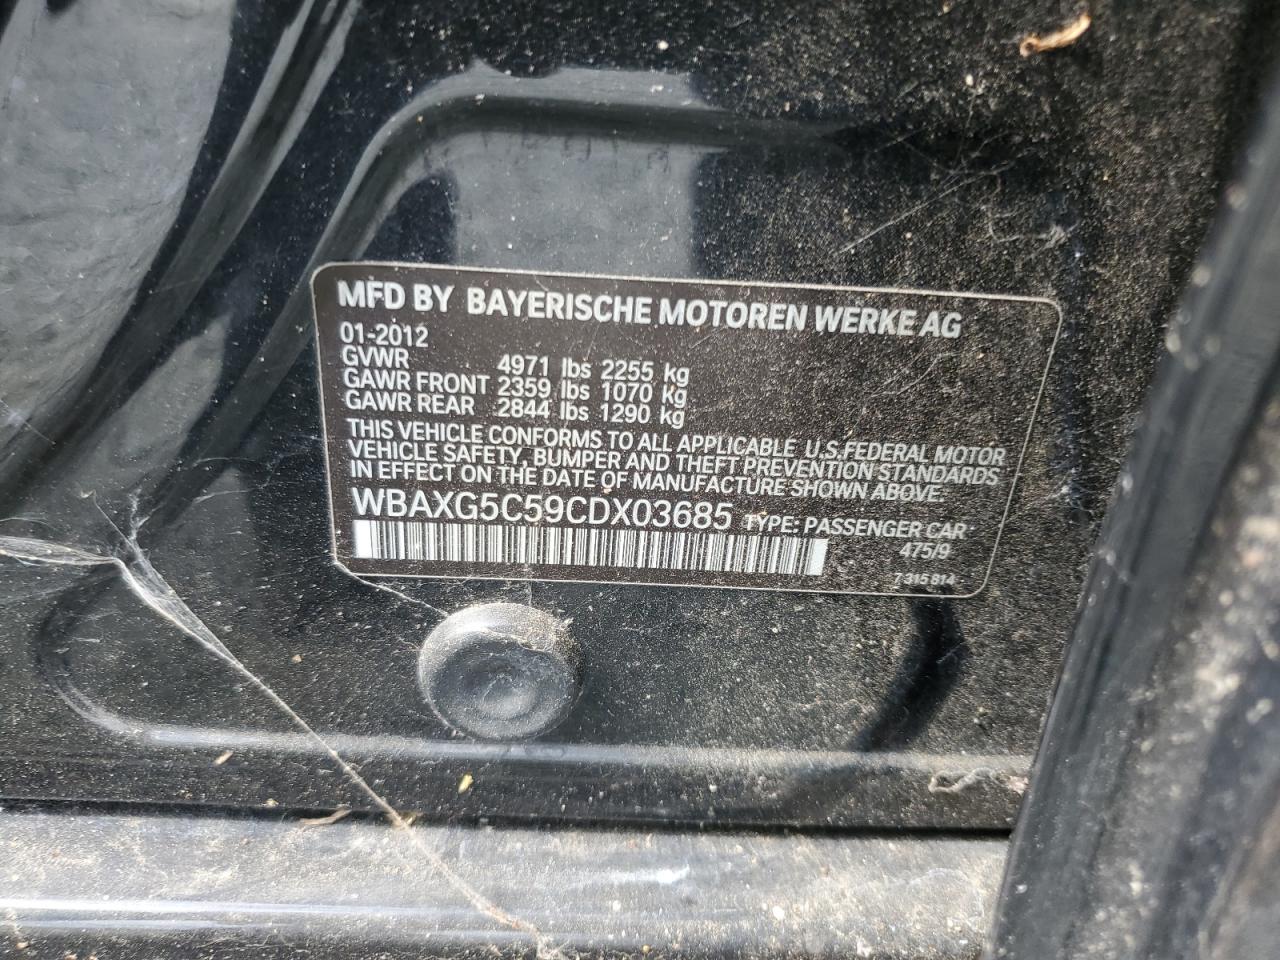 MFD BY BAYERISCHE MOTOREN WERKE AG
01-2012
GVWR 4971 lbs 2255 kg
GAWR FRONT 2359 lbs 1070 kg
GAWR REAR 2844 lbs 1290 kg
THIS VEHICLE CONFORMS TO ALL APPLICABLE U.S.FEDERAL MOTOR
VEHICLE SAFETY, BUMPER AND THEFT PREVENTION STANDARDS
IN EFFECT ON THE DATE OF MANUFACTURE SHOWN ABOVE.
WBAXG5C59CDX03685 TYPE: PASSENGER CAR
475/9
7 315 814